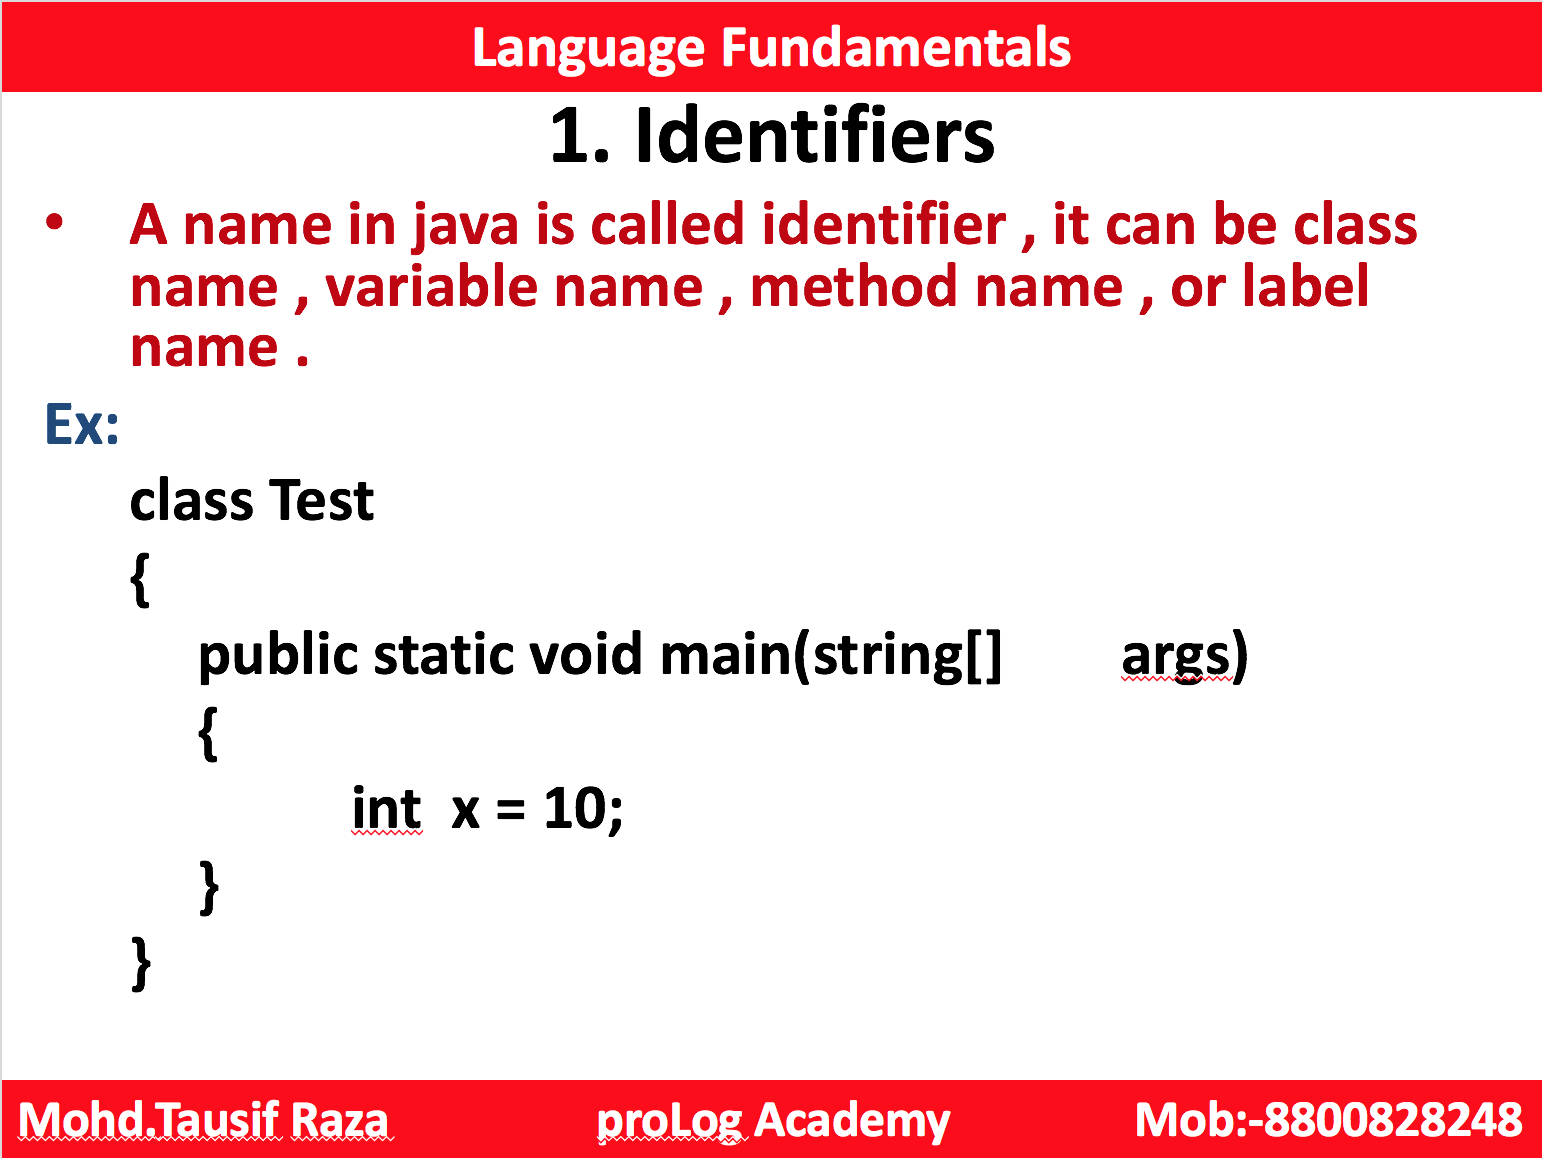 Language Fundamentals
1. Identifiers
• A name in java is called identifier , it can be class
name , variable name , method name , or label
name .
Ex:
class Test
{
public static void main(string[] args)
{
int x = 10;
}
}
Mohd.Tausif Raza proLog Academy Mob:-8800828248